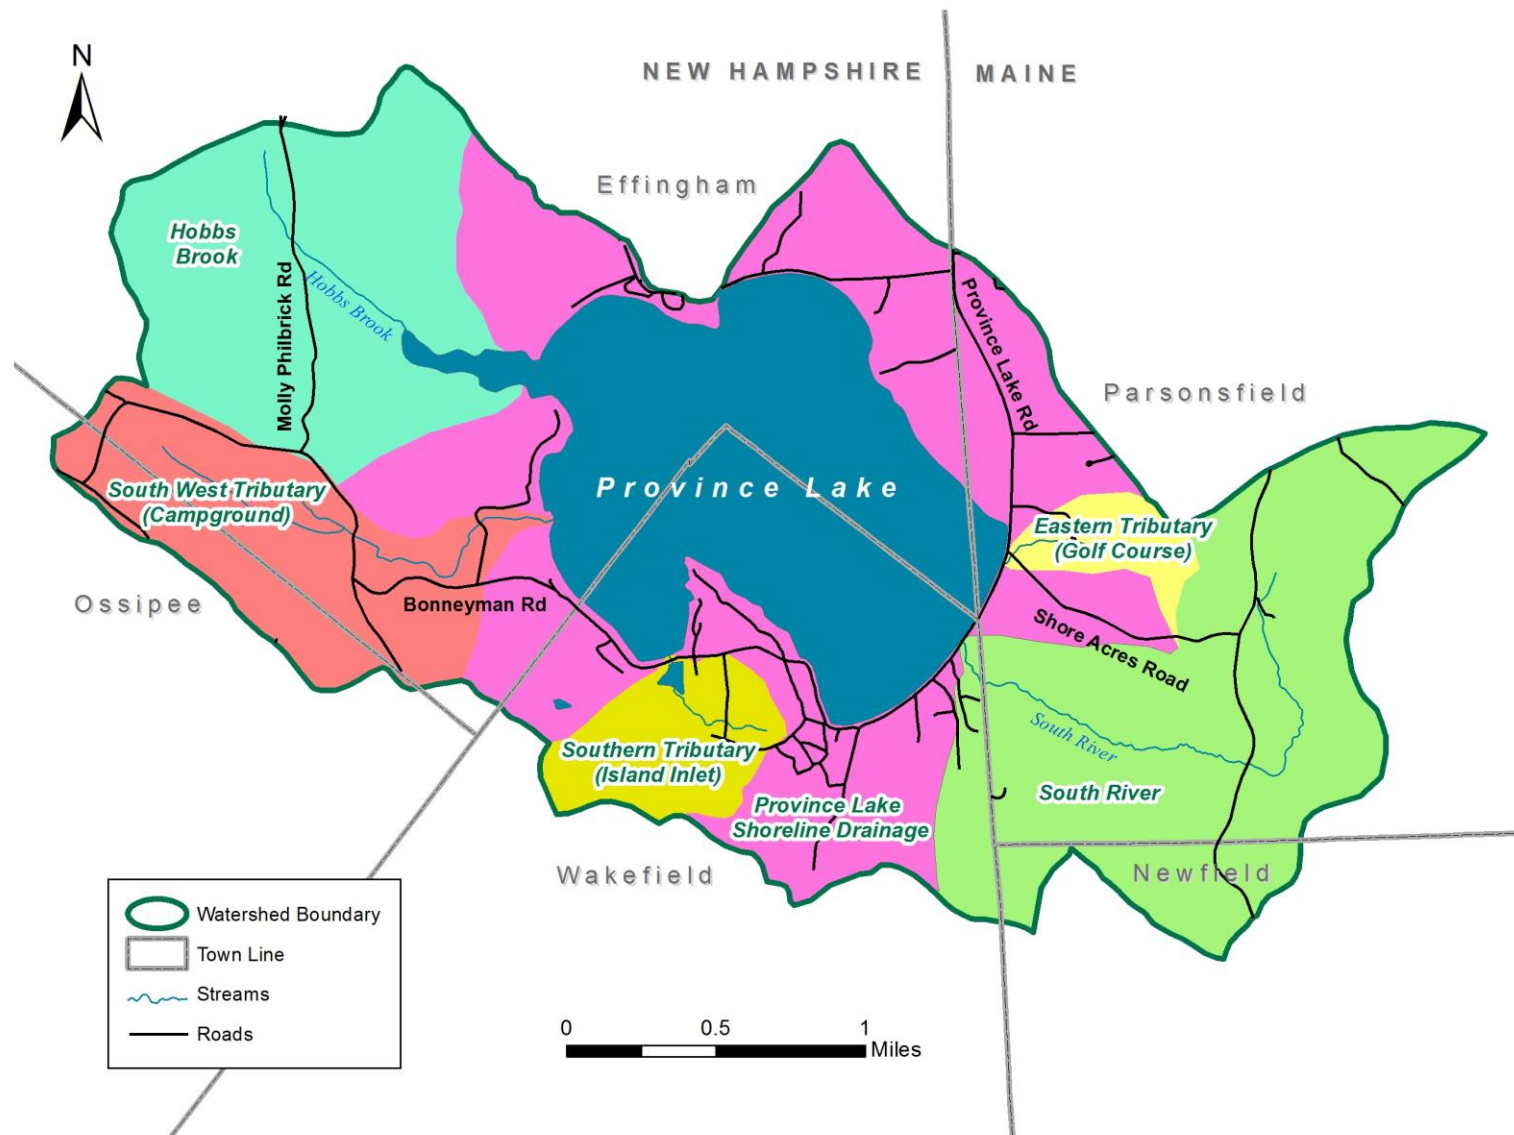 N
NEW HAMPSHIRE
MAINE
Effingham
Hobbs
Brook
Molly Philbrick Rd
Hobbs Brook
Province Lake Rd
Parsonsfield
Province Lake
South West Tributary
(Campground)
Eastern Tributary
(Golf Course)
Ossipee
Bonneyman Rd
Shore Acres Road
South River
Southern Tributary
(Island Inlet)
South River
Province Lake
Shoreline Drainage
Wakefield
Newfield
Watershed Boundary
Town Line
Streams
Roads
0 0.5 1
Miles